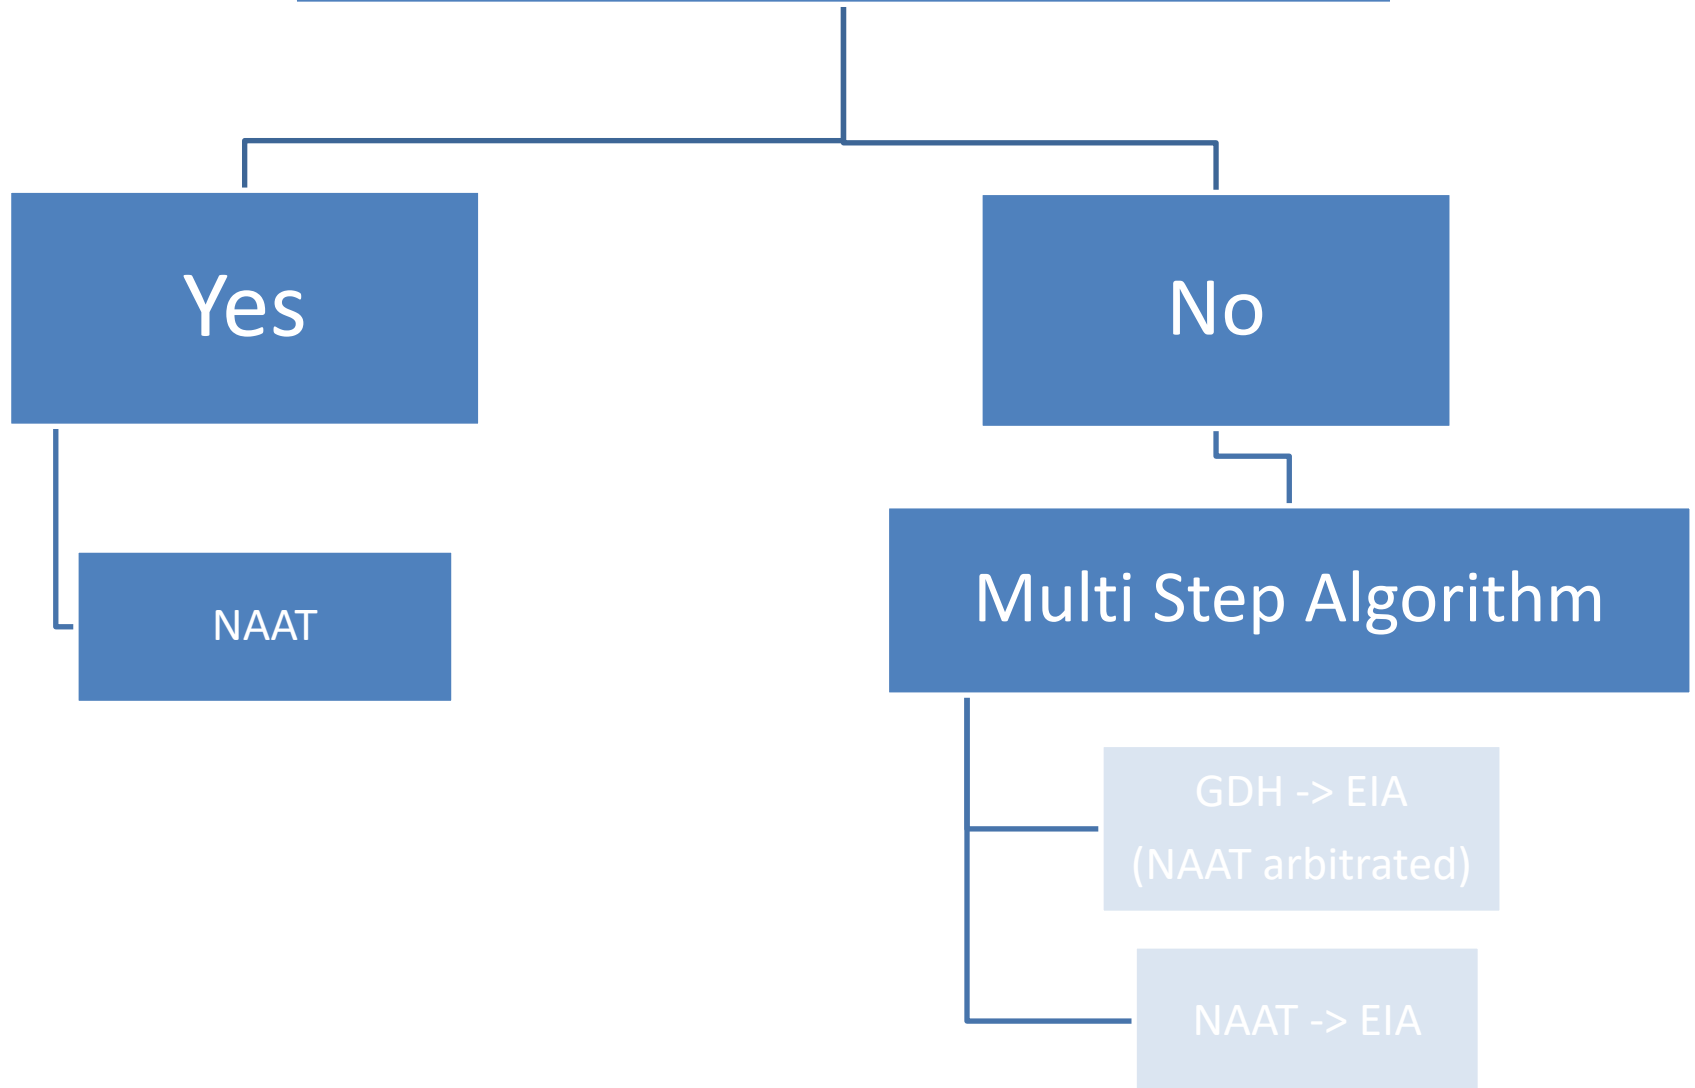 Yes
No
NAAT
Multi Step Algorithm
GDH -> EIA
(NAAT arbitrated)
NAAT -> EIA